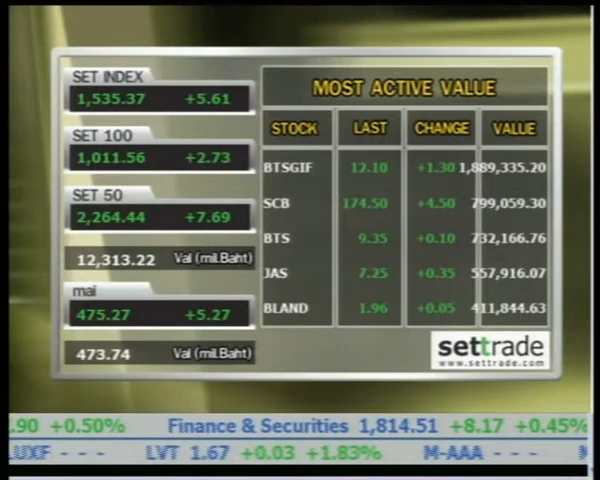 SET INDEX
1,535.37 +5.61
SET 100
1,011.56 +2.73
SET 50
2,264.44 +7.69
12,313.22 Val (mil.Baht)
mai
475.27 +5.27
473.74 Val (mil.Baht)
MOST ACTIVE VALUE
STOCK LAST CHANGE VALUE
BTSGIF 12.10 +1.30 1,889,335.20
SCB 174.50 +4.50 799,059.30
BTS 9.35 +0.10 732,166.76
JAS 7.25 +0.35 557,916.07
BLAND 1.96 +0.05 411,844.63
settrade
www.settrade.com
.90 +0.50% Finance & Securities 1,814.51 +8.17 +0.45%
LUXF - - - LVT 1.67 +0.03 +1.83% M-AAA - - -